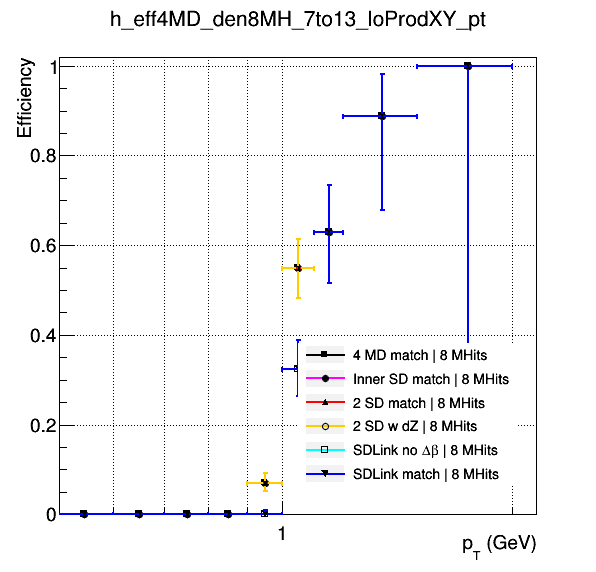 h_eff4MD_den8MH_7to13_loProdXY_pt
Efficiency
1
0.8
0.6
0.4
0.2
0
4 MD match | 8 MHits
Inner SD match | 8 MHits
2 SD match | 8 MHits
2 SD w dZ | 8 MHits
SDLink no Δβ | 8 MHits
SDLink match | 8 MHits
1
p_T (GeV)